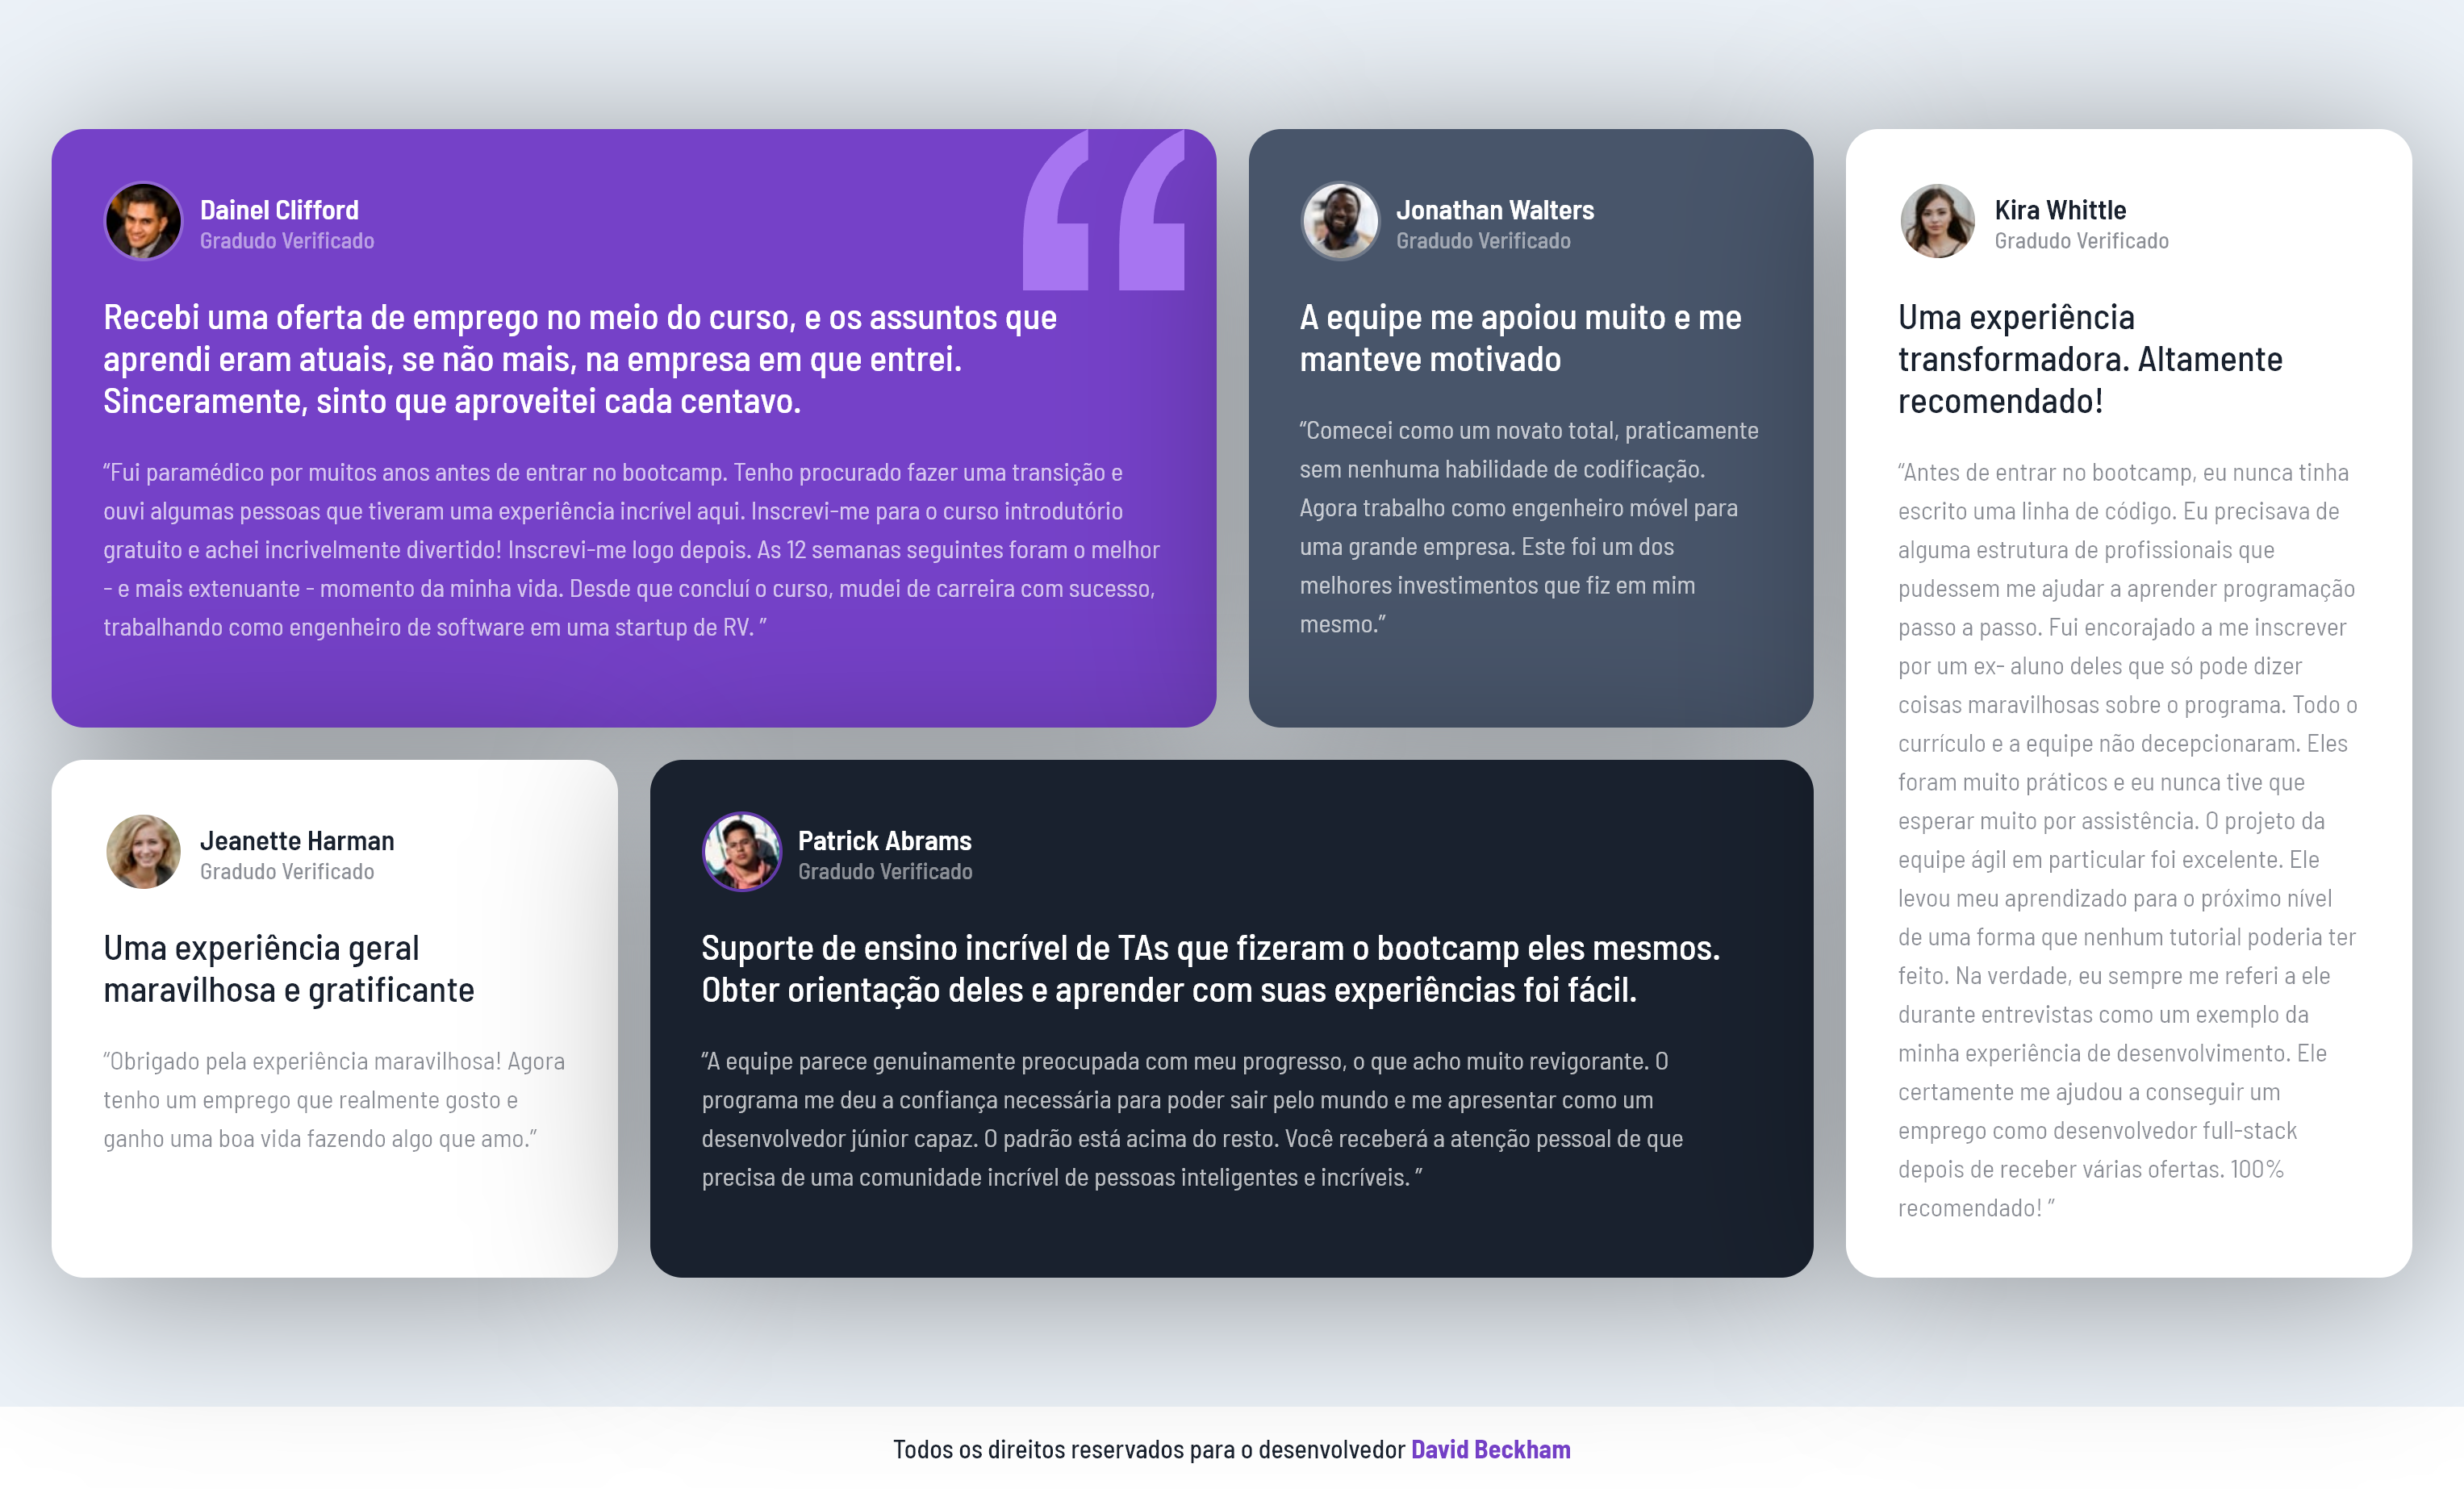 Dainel Clifford
Gradudo Verificado
Recebi uma oferta de emprego no meio do curso, e os assuntos que
aprendi eram atuais, se não mais, na empresa em que entrei.
Sinceramente, sinto que aproveitei cada centavo.
“Fui paramédico por muitos anos antes de entrar no bootcamp. Tenho procurado fazer uma transição e
ouvi algumas pessoas que tiveram uma experiência incrível aqui. Inscrevi-me para o curso introdutório
gratuito e achei incrivelmente divertido! Inscrevi-me logo depois. As 12 semanas seguintes foram o melhor
- e mais extenuante - momento da minha vida. Desde que concluí o curso, mudei de carreira com sucesso,
trabalhando como engenheiro de software em uma startup de RV. ”
Jonathan Walters
Gradudo Verificado
A equipe me apoiou muito e me
manteve motivado
“Comecei como um novato total, praticamente
sem nenhuma habilidade de codificação.
Agora trabalho como engenheiro móvel para
uma grande empresa. Este foi um dos
melhores investimentos que fiz em mim
mesmo.”
Kira Whittle
Gradudo Verificado
Uma experiência
transformadora. Altamente
recomendado!
“Antes de entrar no bootcamp, eu nunca tinha
escrito uma linha de código. Eu precisava de
alguma estrutura de profissionais que
pudessem me ajudar a aprender programação
passo a passo. Fui encorajado a me inscrever
por um ex- aluno deles que só pode dizer
coisas maravilhosas sobre o programa. Todo o
currículo e a equipe não decepcionaram. Eles
foram muito práticos e eu nunca tive que
esperar muito por assistência. O projeto da
equipe ágil em particular foi excelente. Ele
levou meu aprendizado para o próximo nível
de uma forma que nenhum tutorial poderia ter
feito. Na verdade, eu sempre me referi a ele
durante entrevistas como um exemplo da
minha experiência de desenvolvimento. Ele
certamente me ajudou a conseguir um
emprego como desenvolvedor full-stack
depois de receber várias ofertas. 100%
recomendado! ”
Jeanette Harman
Gradudo Verificado
Uma experiência geral
maravilhosa e gratificante
“Obrigado pela experiência maravilhosa! Agora
tenho um emprego que realmente gosto e
ganho uma boa vida fazendo algo que amo.”
Patrick Abrams
Gradudo Verificado
Suporte de ensino incrível de TAs que fizeram o bootcamp eles mesmos.
Obter orientação deles e aprender com suas experiências foi fácil.
“A equipe parece genuinamente preocupada com meu progresso, o que acho muito revigorante. O
programa me deu a confiança necessária para poder sair pelo mundo e me apresentar como um
desenvolvedor júnior capaz. O padrão está acima do resto. Você receberá a atenção pessoal de que
precisa de uma comunidade incrível de pessoas inteligentes e incríveis. ”
Todos os direitos reservados para o desenvolvedor David Beckham